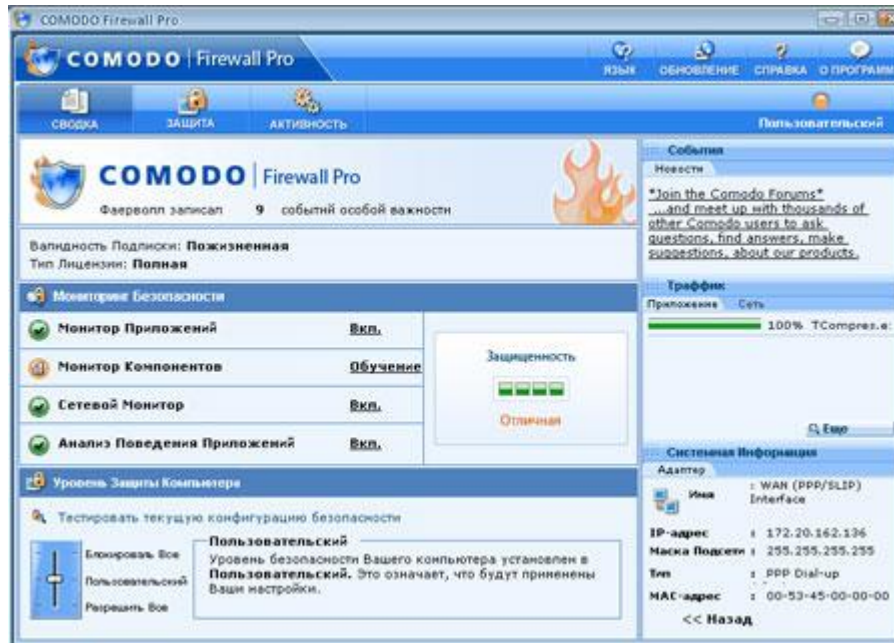 COMODO Firewall Pro
COMODO Firewall Pro
ЯЗЫК ОБНОВЛЕНИЕ СПРАВКА О ПРОГРАММ
СВОДКА ЗАЩИТА АКТИВНОСТЬ
Пользовательский
COMODO Firewall Pro
Фаерволл записал 9 событий особой важности
Валидность Подписки: Пожизненная
Тип Лицензии: Полная
Мониторинг Безопасности
Монитор Приложений Вкл.
Монитор Компонентов Обучение
Сетевой Монитор Вкл.
Анализ Поведения Приложений Вкл.
Защищенность
Отличная
Уровень Защиты Компьютера
Тестировать текущую конфигурацию безопасности
Блокировать Все
Пользовательский
Разрешить Все
Пользовательский
Уровень безопасности Вашего компьютера установлен в
Пользовательский. Это означает, что будут применены
Ваши настройки.
События
Новости
*Join the Comodo Forums*
...and meet up with thousands of
other Comodo users to ask
questions, find answers, make
suggestions, about our products.
Траффик
Приложение Сеть
100% TCompres.e:
Еще
Системная Информация
Адаптер
Имя : WAN (PPP/SLIP)
Interface
IP-адрес : 172.20.162.136
Маска Подсети : 255.255.255.255
Тип : PPP Dial-up
MAC-адрес : 00-53-45-00-00-00
<< Назад